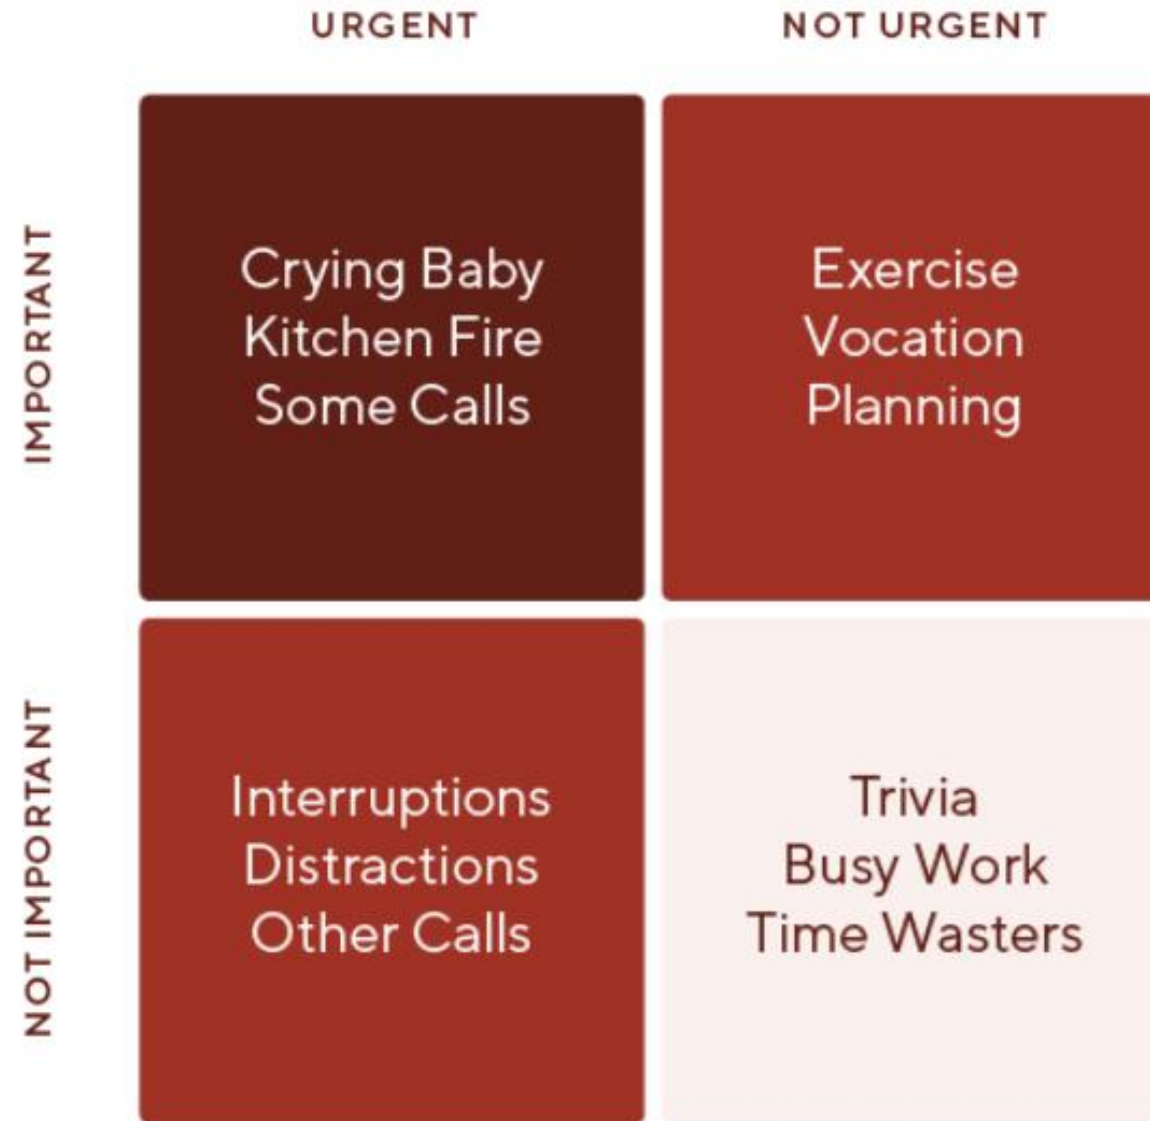 URGENT
NOT URGENT
IMPORTANT
Crying Baby
Kitchen Fire
Some Calls
Exercise
Vocation
Planning
NOT IMPORTANT
Interruptions
Distractions
Other Calls
Trivia
Busy Work
Time Wasters